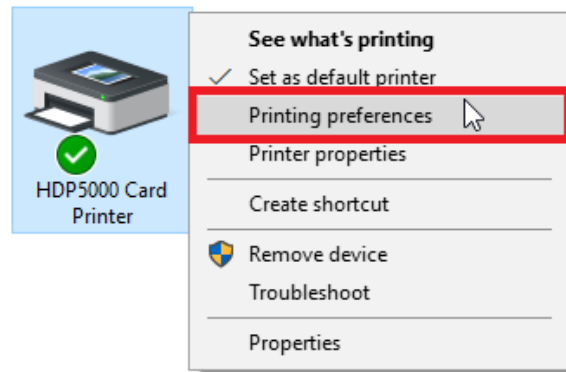 HDP5000 Card
Printer
See what's printing
Set as default printer
Printing preferences
Printer properties
Create shortcut
Remove device
Troubleshoot
Properties